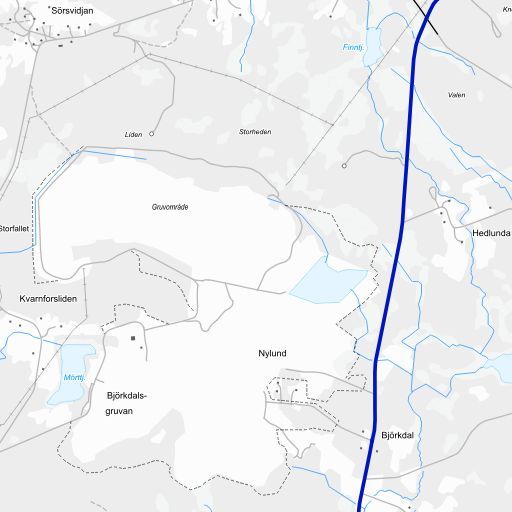 Sörsvidjan
Kn
Finntj.
Valen
Liden
Storheden
Gruvområde
Storfallet
Hedlunda
Kvarnforsliden
Nylund
Mörttj.
Björkdals-
gruvan
Björkdal